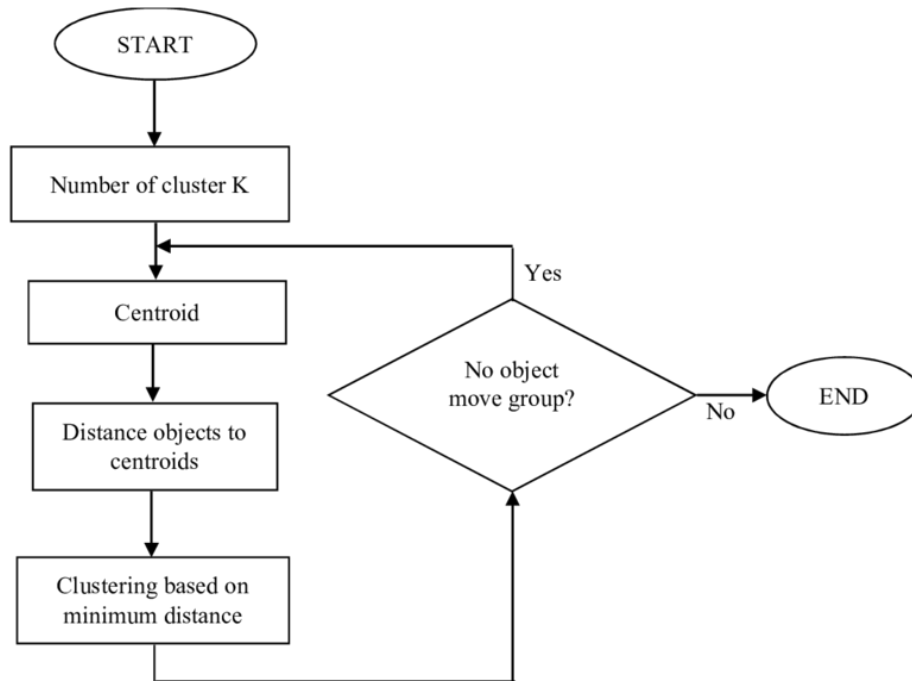 START
Number of cluster K
Centroid
Distance objects to
centroids
Clustering based on
minimum distance
Yes
No object
move group?
No
END